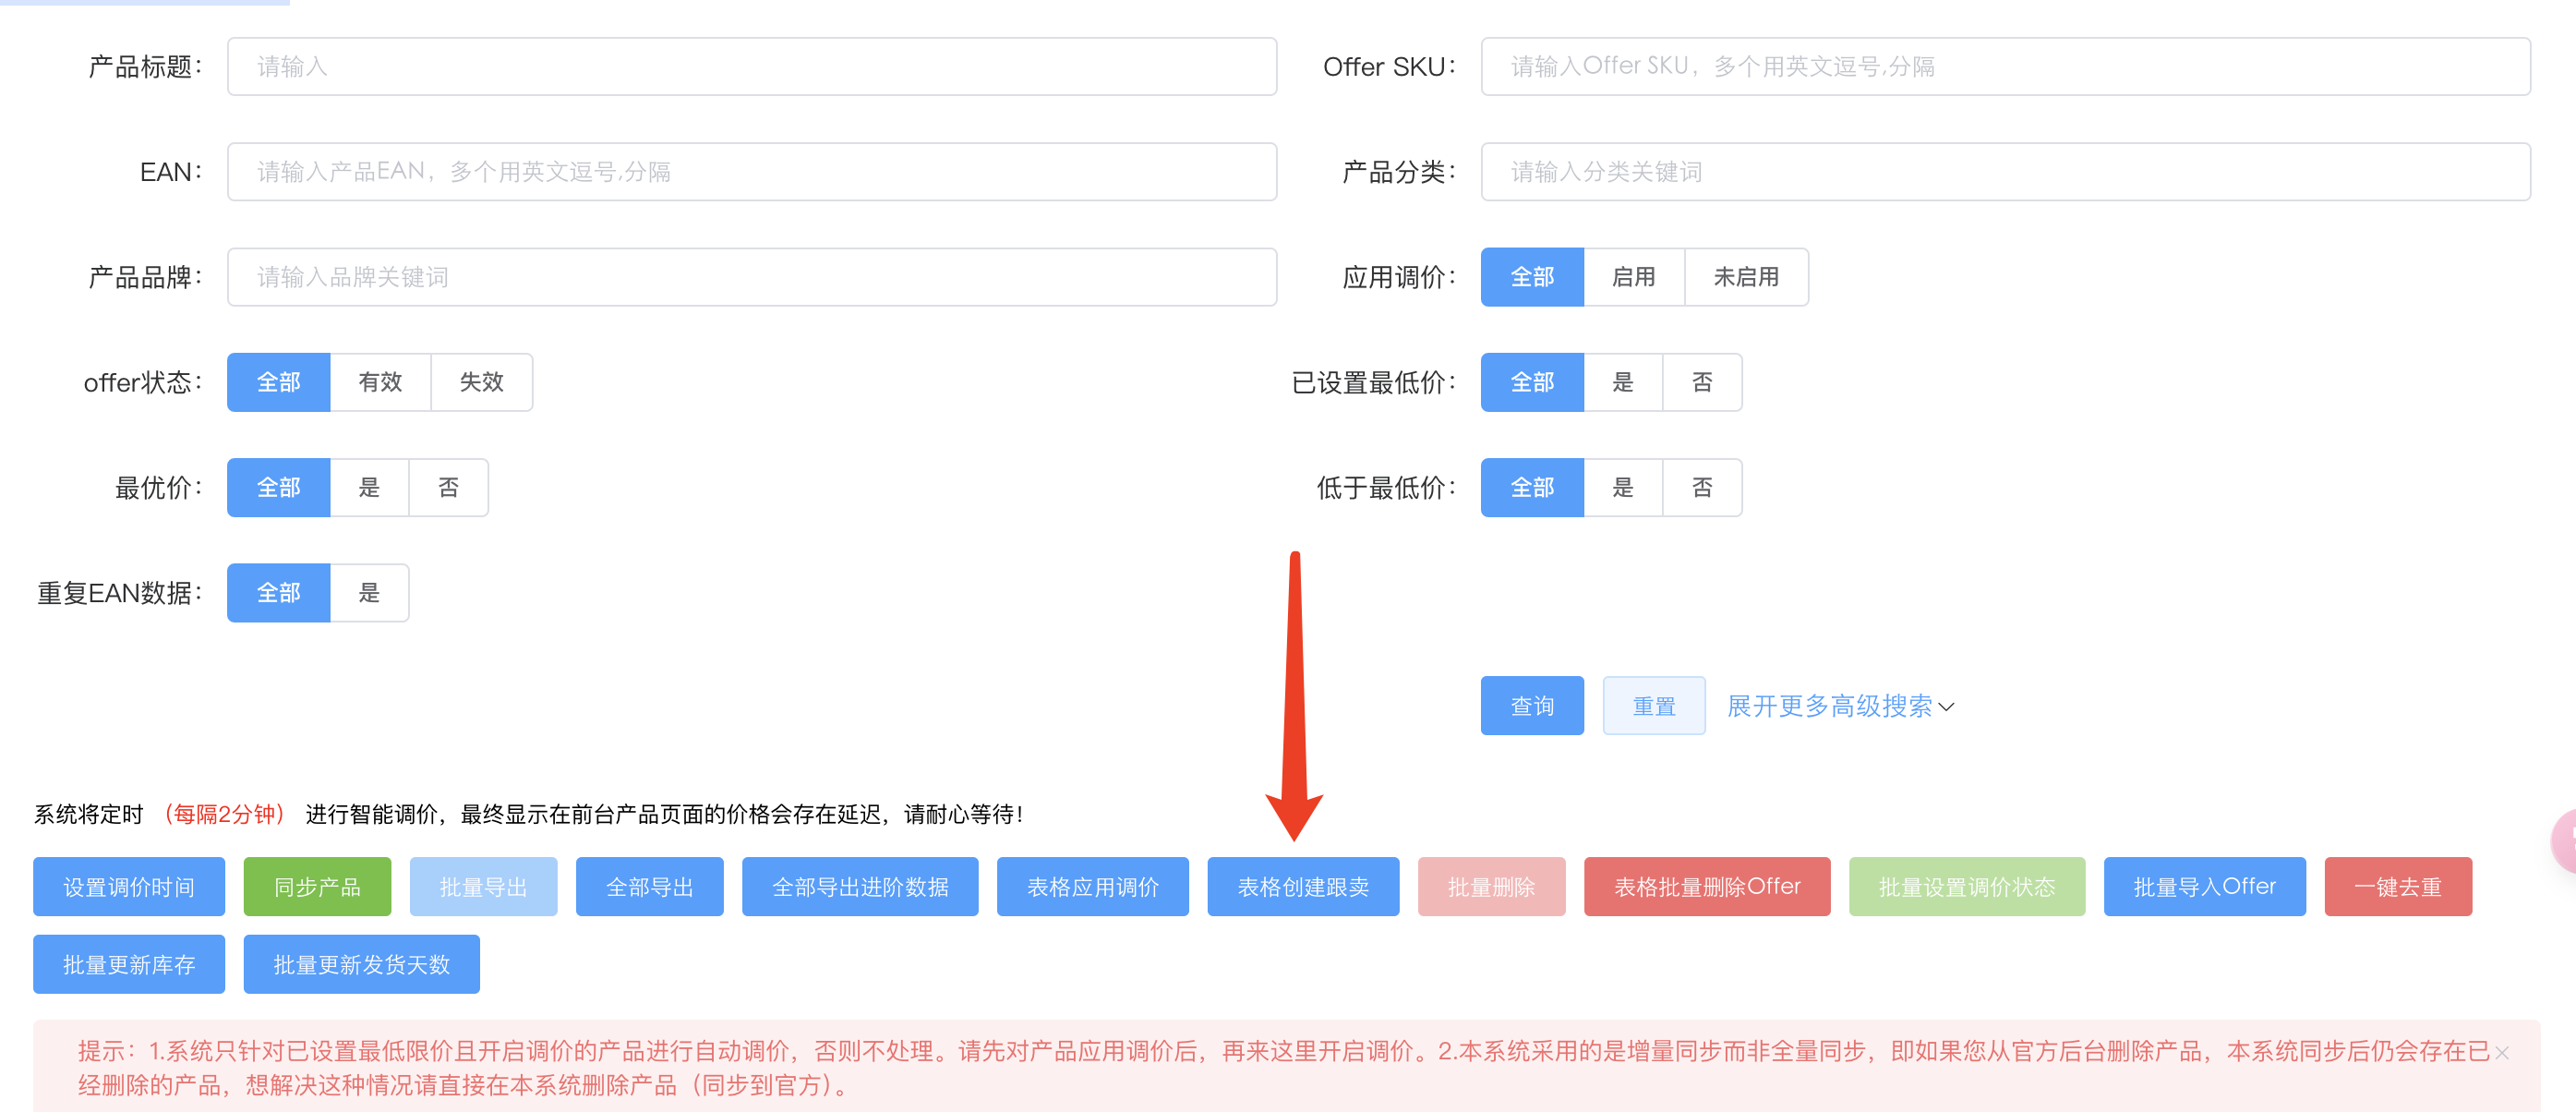 产品标题： 请输入 Offer SKU： 请输入Offer SKU，多个用英文逗号,分隔
EAN： 请输入产品EAN，多个用英文逗号,分隔 产品分类： 请输入分类关键词
产品品牌： 请输入品牌关键词 应用调价： 全部 启用 未启用
offer状态： 全部 有效 失效 已设置最低价： 全部 是 否
最优价： 全部 是 否 低于最低价： 全部 是 否
重复EAN数据： 全部 是
查询 重置 展开更多高级搜索
系统将定时 （每隔2分钟） 进行智能调价，最终显示在前台产品页面的价格会存在延迟，请耐心等待！
设置调价时间 同步产品 批量导出 全部导出 全部导出进阶数据 表格应用调价 表格创建跟卖 批量删除 表格批量删除Offer 批量设置调价状态 批量导入Offer 一键去重
批量更新库存 批量更新发货天数
提示：1.系统只针对已设置最低限价且开启调价的产品进行自动调价，否则不处理。请先对产品应用调价后，再来这里开启调价。2.本系统采用的是增量同步而非全量同步，即如果您从官方后台删除产品，本系统同步后仍会存在已
经删除的产品，想解决这种情况请直接在本系统删除产品（同步到官方）。